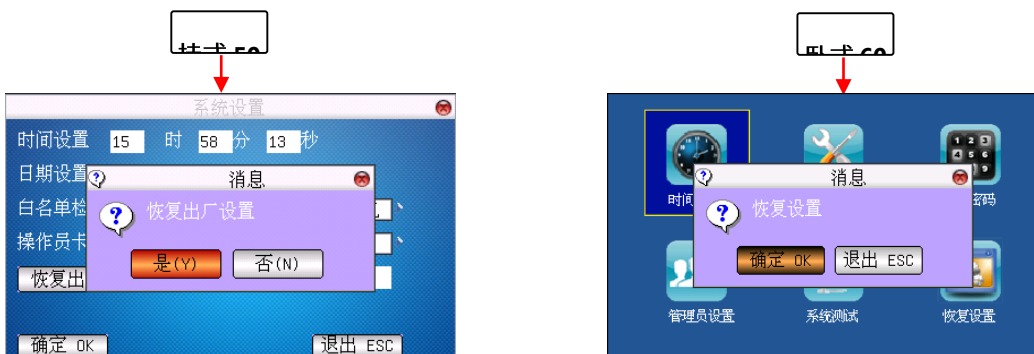 系统设置
时间设置 15 时 58 分 13 秒
日期设置
白名单检
操作员卡
恢复出
消息
恢复出厂设置
是(Y) 否(N)
确定 OK 退出 ESC
时间
密码
消息
恢复设置
确定 OK 退出 ESC
管理员设置 系统测试 恢复设置